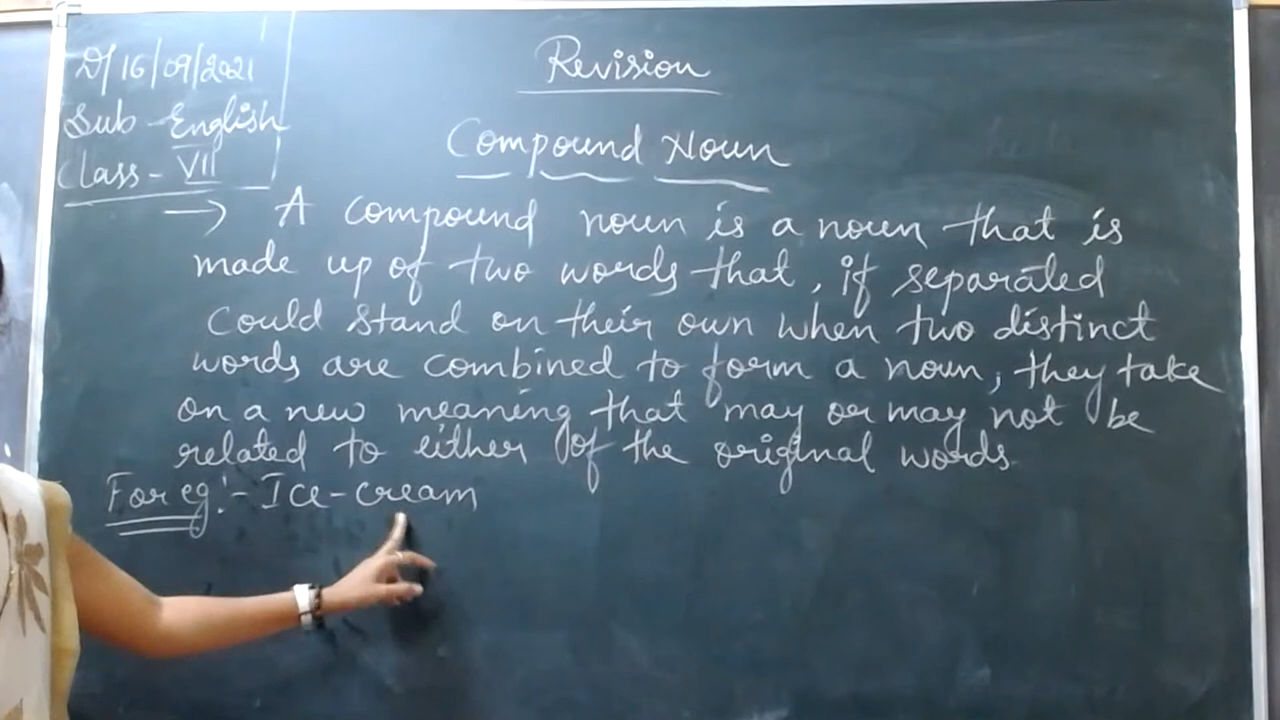 D/16/09/2021
Sub - English
Class - VII
Revision
Compound Noun
→ A compound noun is a noun that is
made up of two words that, if separated
could stand on their own when two distinct
words are combined to form a noun, they take
on a new meaning that may or may not be
related to either of the original words.
For eg:- Ice-cream